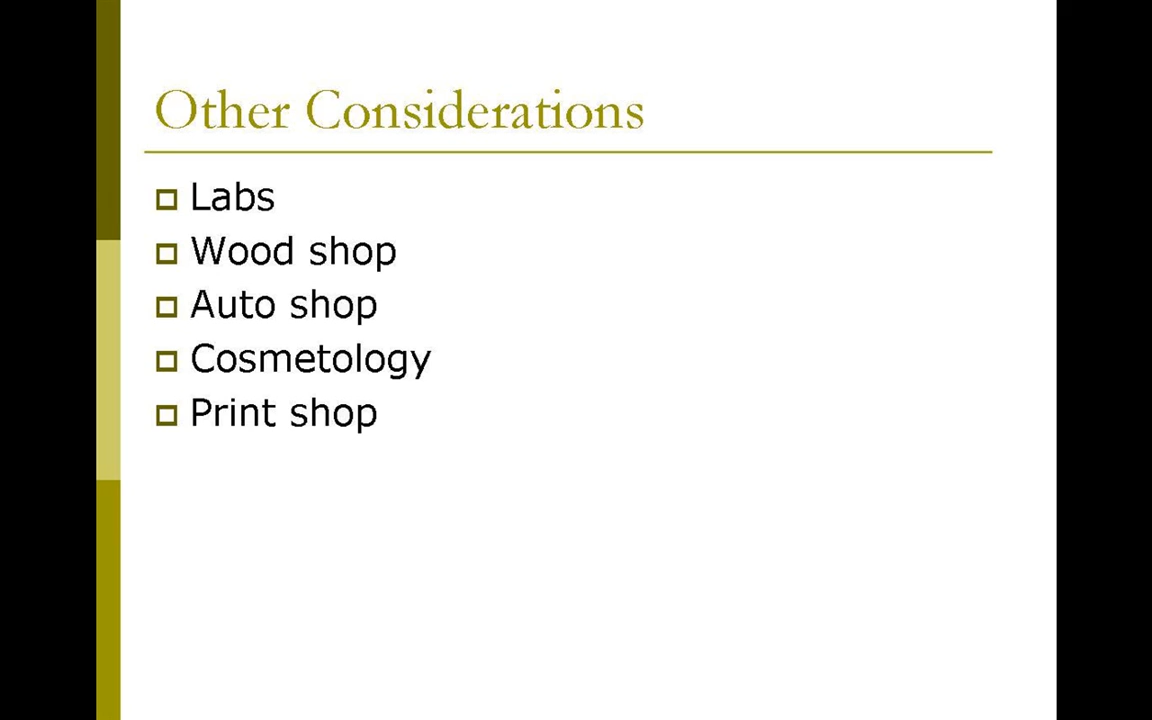 Other Considerations
Labs
Wood shop
Auto shop
Cosmetology
Print shop